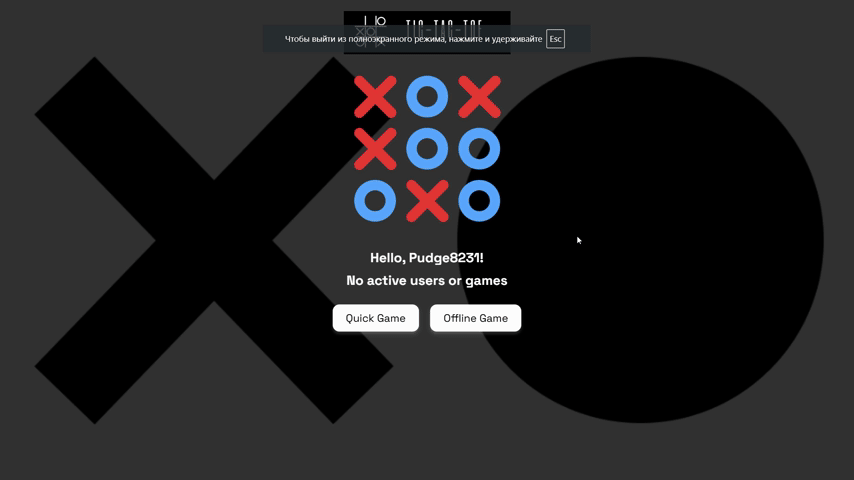 TIC-TAC-TOE
Чтобы выйти из полноэкранного режима, нажмите и удерживайте Esc
Hello, Pudge8231!
No active users or games
Quick Game
Offline Game